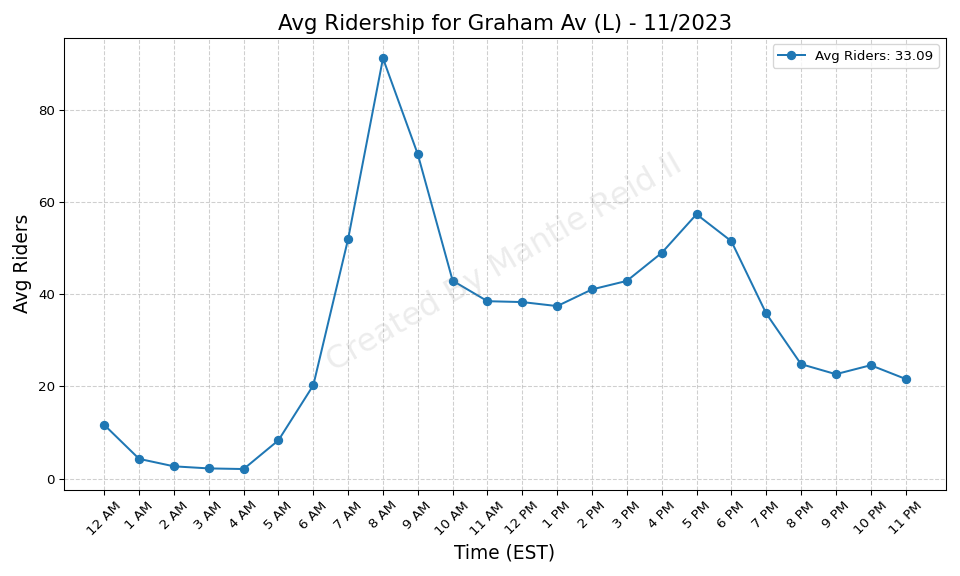 Avg Ridership for Graham Av (L) - 11/2023
Avg Riders: 33.09
Avg Riders
80
60
40
20
0
Created By Mantie Reid II
12 AM
1 AM
2 AM
3 AM
4 AM
5 AM
6 AM
7 AM
8 AM
9 AM
10 AM
11 AM
12 PM
1 PM
2 PM
3 PM
4 PM
5 PM
6 PM
7 PM
8 PM
9 PM
10 PM
11 PM
Time (EST)